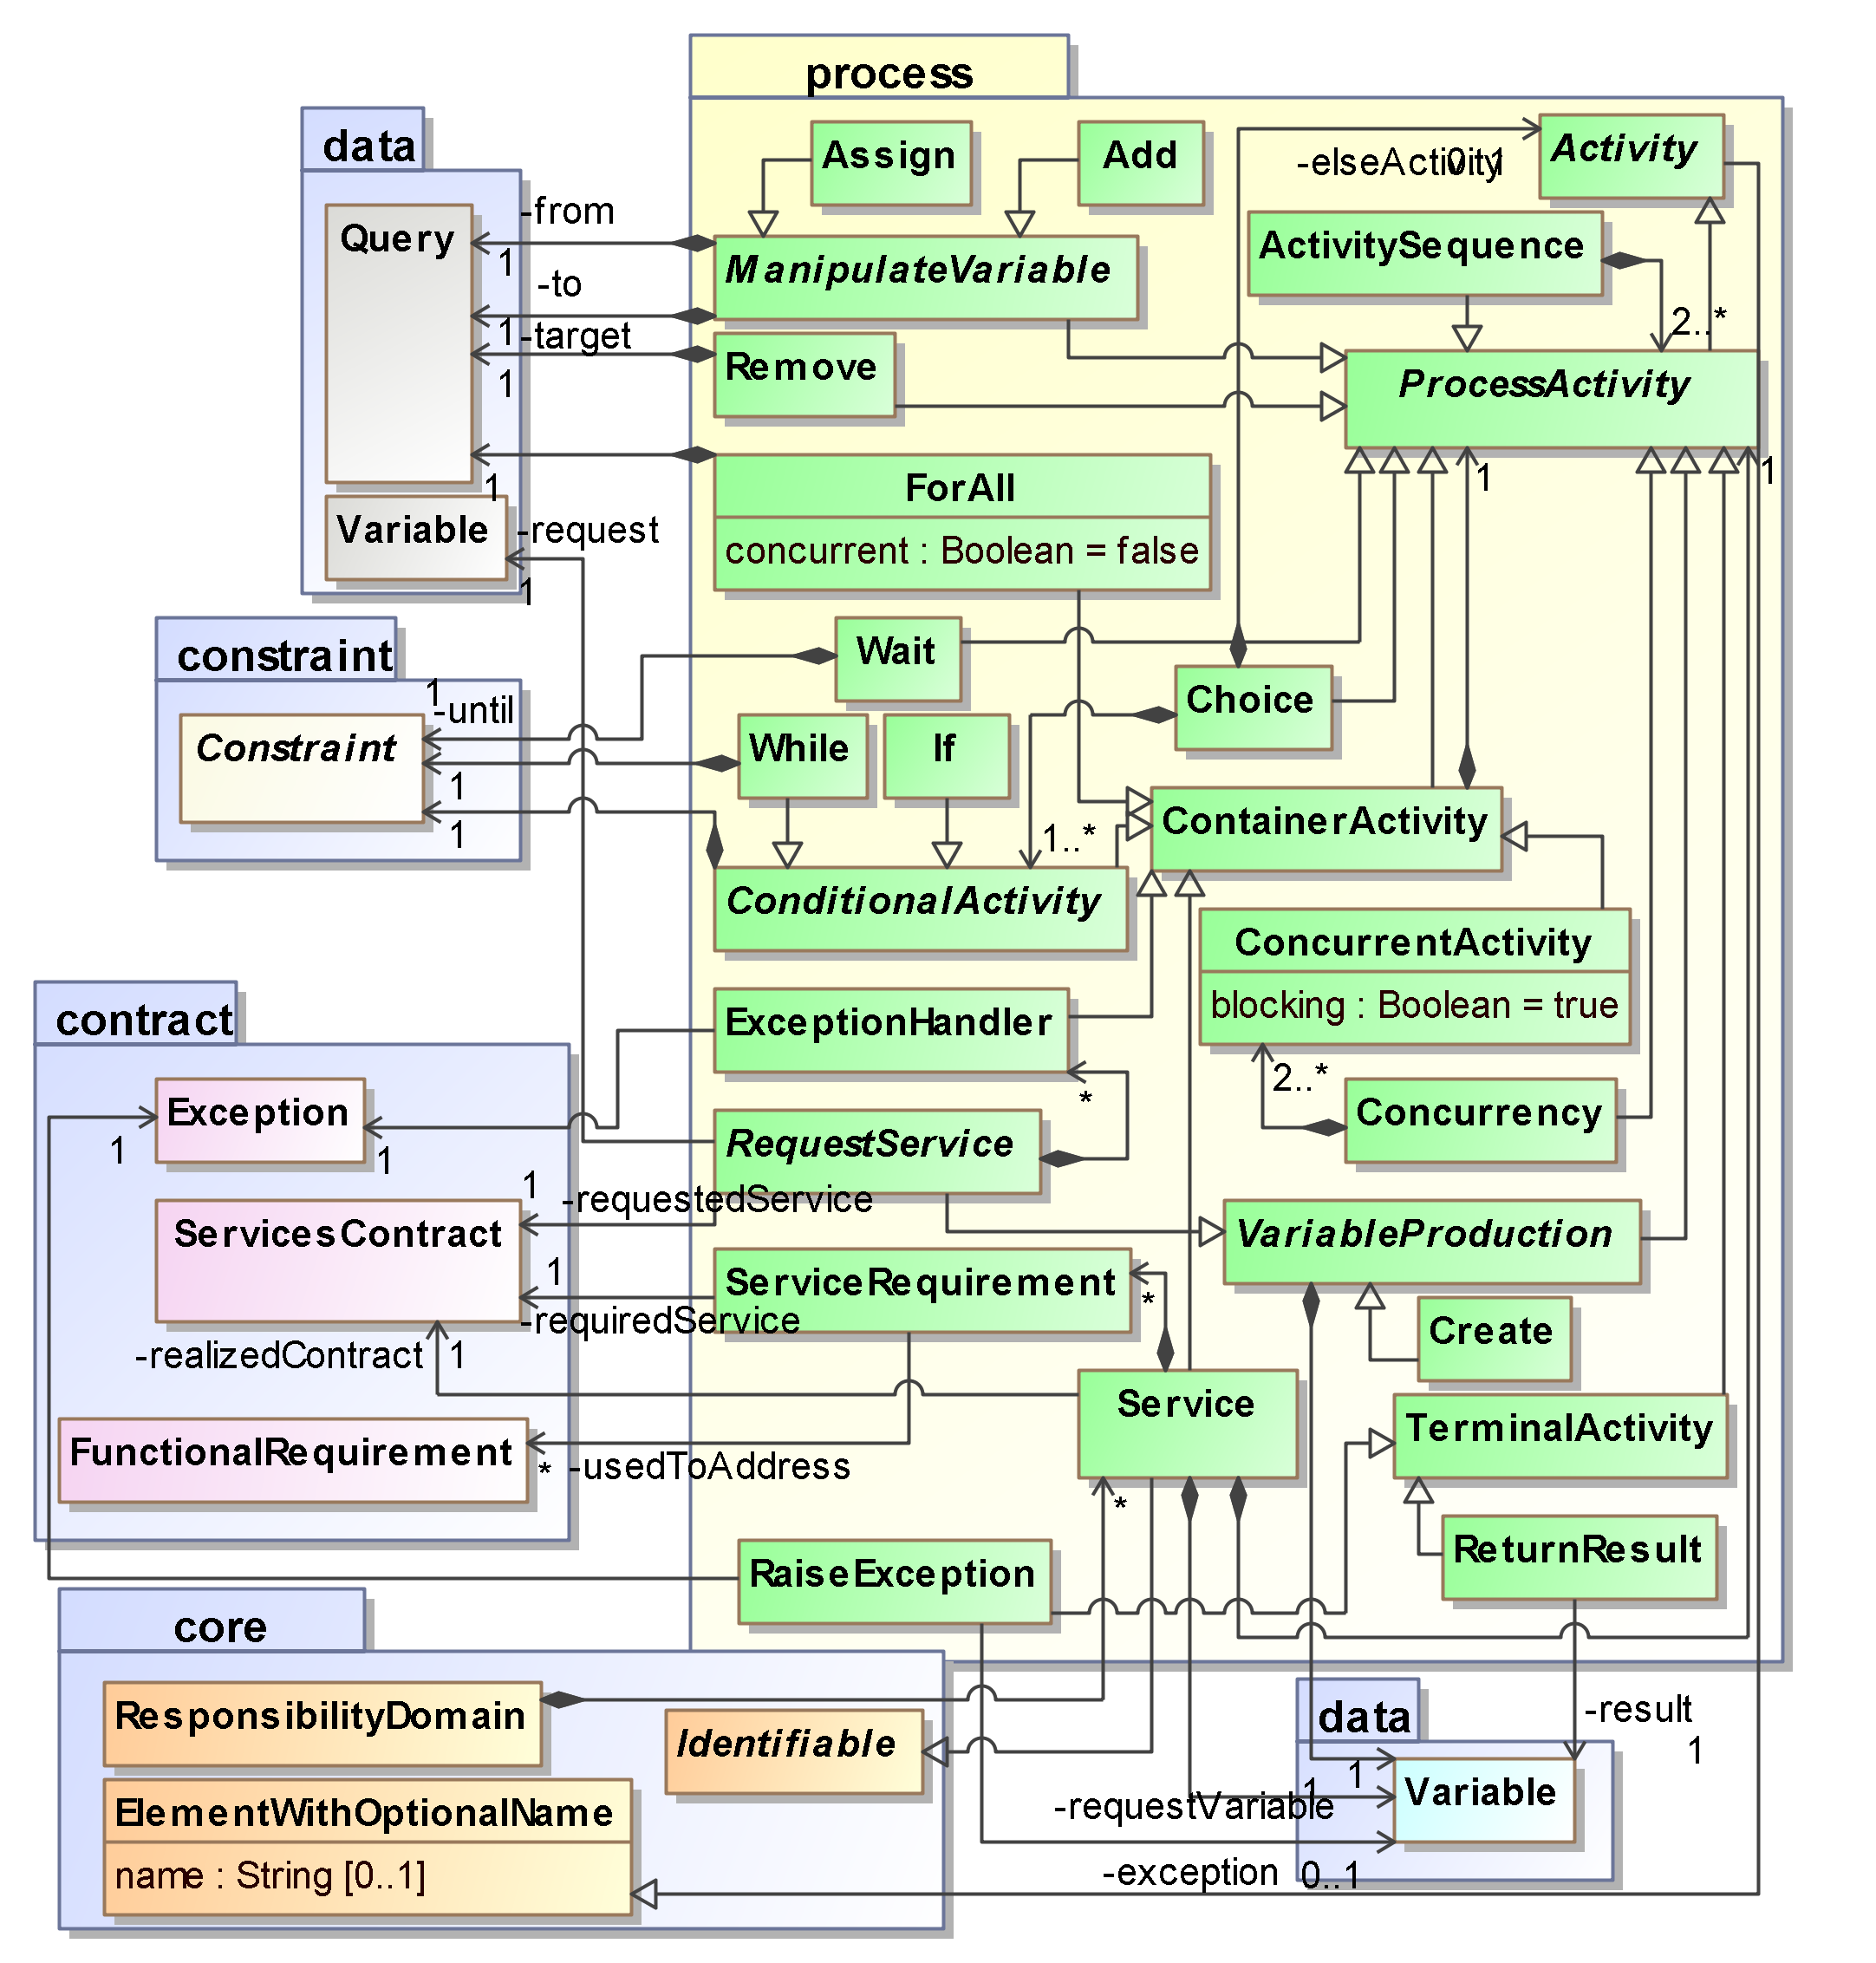 process
data
Assign
Add
Activity
-elseActivity
0..1
-from
Query
1
ManipulateVariable
ActivitySequence
-to
1
-target
2..*
Remove
1
ProcessActivity
1
1
1
ForAll
concurrent : Boolean = false
Variable
-request
1
constraint
Wait
1
-until
Choice
Constraint
While
If
1
1
1..*
ContainerActivity
ConditionalActivity
ConcurrentActivity
blocking : Boolean = true
contract
ExceptionHandler
2..*
Exception
*
Concurrency
1
1
RequestService
1
-requestedService
ServicesContract
VariableProduction
1
ServiceRequirement
*
-requiredService
Create
-realizedContract
1
Service
TerminalActivity
FunctionalRequirement
*
-usedToAddress
*
ReturnResult
RaiseException
core
ResponsibilityDomain
Identifiable
data
-result
1
1
1
Variable
-requestVariable
ElementWithOptionalName
name : String [0..1]
-exception
0..1